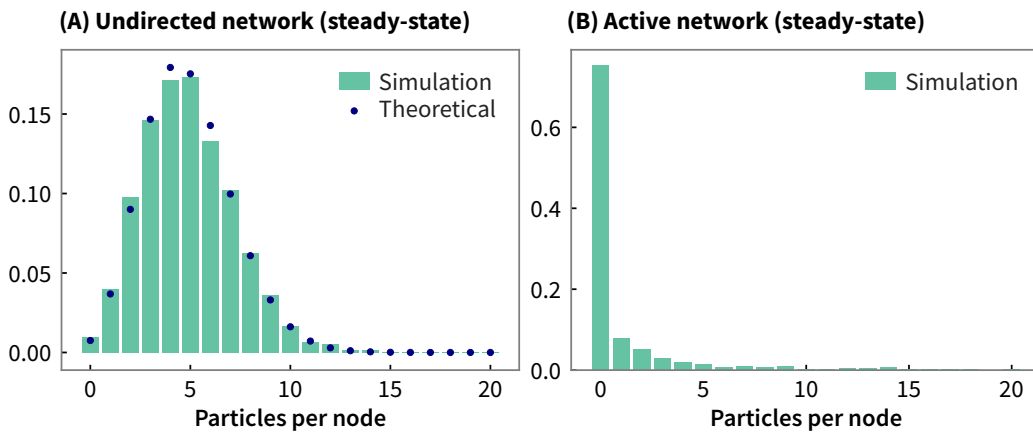 (A) Undirected network (steady-state)
Simulation
Theoretical
0.15
0.10
0.05
0.00
0 5 10 15 20
Particles per node
(B) Active network (steady-state)
Simulation
0.6
0.4
0.2
0.0
0 5 10 15 20
Particles per node